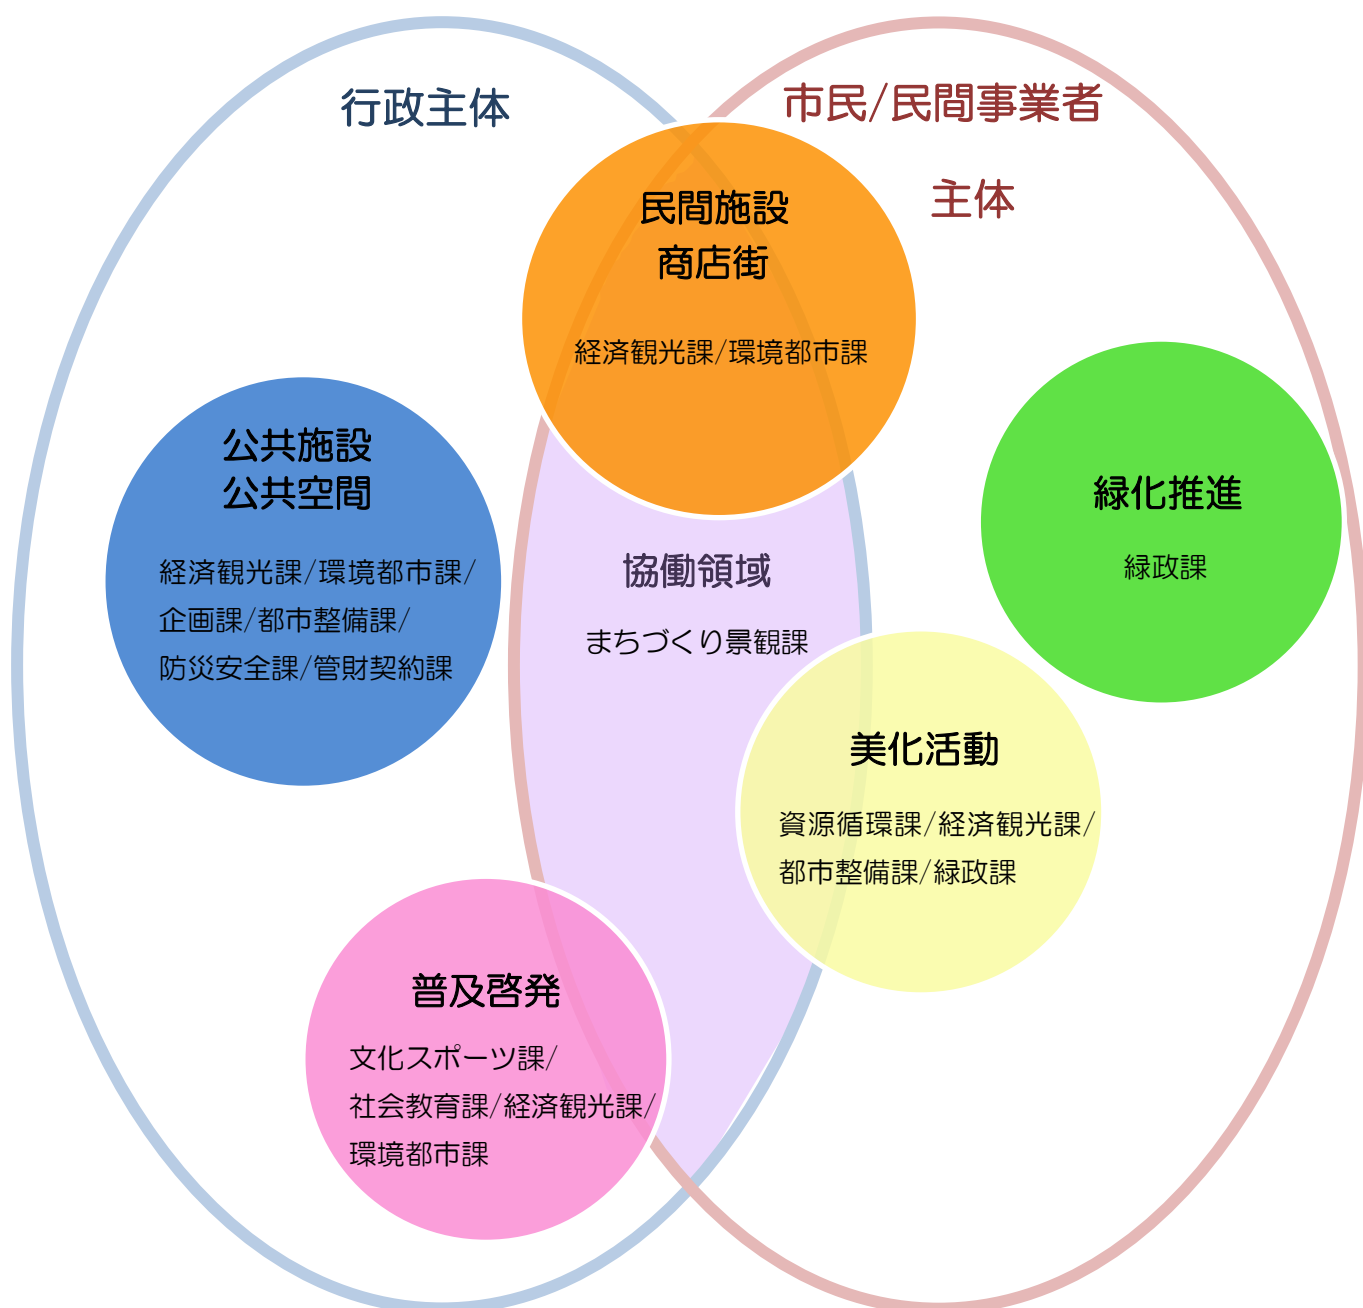 行政主体
市民/民間事業者
主体
民間施設
商店街
経済観光課/環境都市課
公共施設
公共空間
経済観光課/環境都市課/
企画課/都市整備課/
防災安全課/管財契約課
緑化推進
緑政課
協働領域
まちづくり景観課
美化活動
資源循環課/経済観光課/
都市整備課/緑政課
普及啓発
文化スポーツ課/
社会教育課/経済観光課/
環境都市課